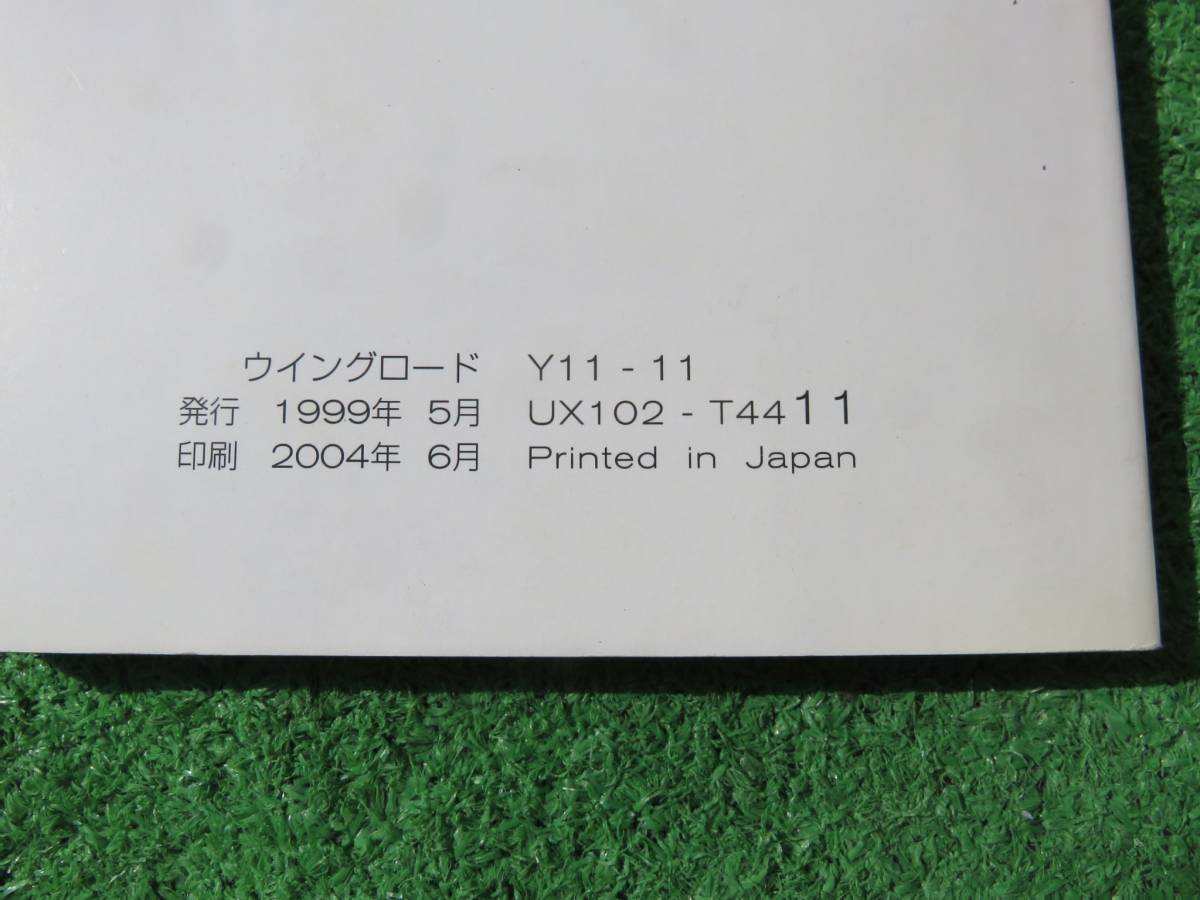 ウイングロード Y11 - 11
発行 1999年 5月 UX102 - T4411
印刷 2004年 6月 Printed in Japan